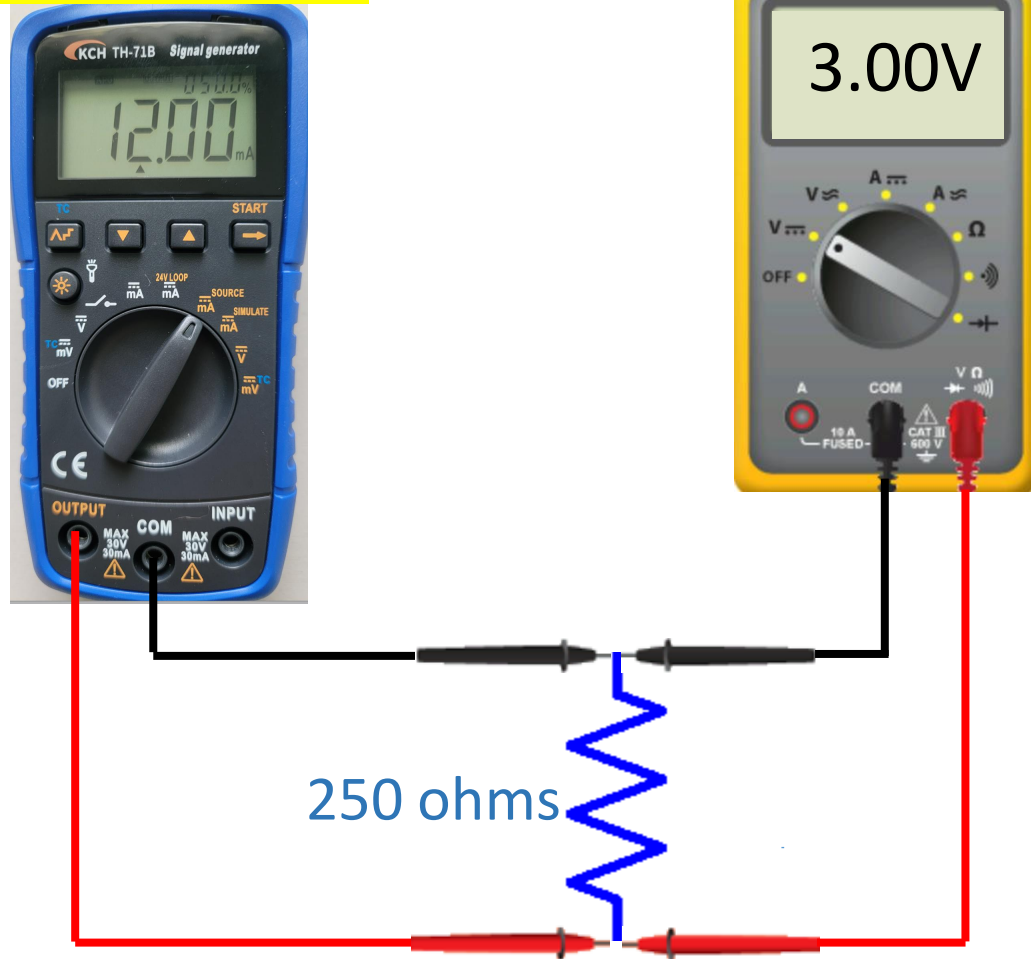 KCH TH-71B Signal generator
050.0%
12.00 mA
TC
START
24V LOOP
mA
mA
SOURCE
mA
SIMULATE
mA
V
V
TC mV
mV TC
OFF
CE
OUTPUT
COM
INPUT
MAX
30V
30mA
MAX
30V
30mA
3.00V
A
V
A
V
Ω
OFF
A
COM
V Ω
10 A
FUSED
CAT III
600 V
250 ohms